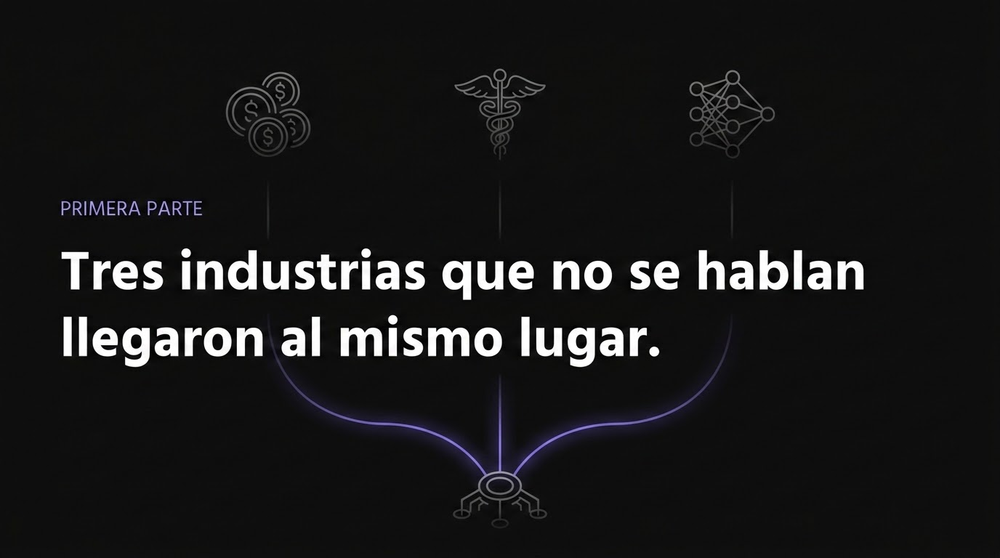 PRIMERA PARTE
Tres industrias que no se hablan
llegaron al mismo lugar.